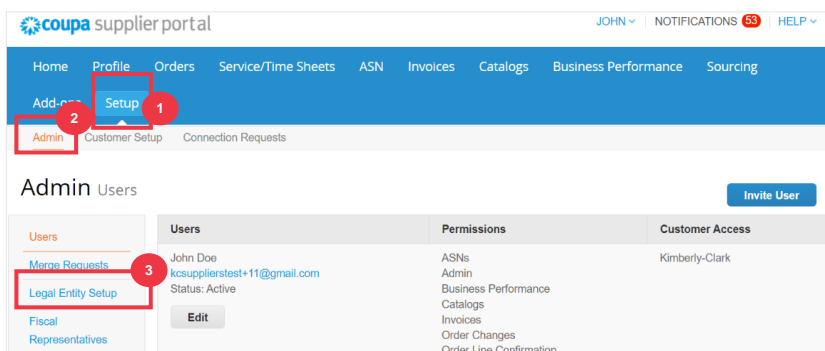 coupa supplier portal
JOHN NOTIFICATIONS 53 HELP
Home Profile Orders Service/Time Sheets ASN Invoices Catalogs Business Performance Sourcing
Add-ons Setup 1
2
Admin Customer Setup Connection Requests
Admin Users
Invite User
Users
Users Permissions Customer Access
Merge Requests
3
Legal Entity Setup
Fiscal
Representatives
John Doe
kcsupplierstest+11@gmail.com
Status: Active
Edit
ASNs
Admin
Business Performance
Catalogs
Invoices
Order Changes
Order Line Confirmation
Kimberly-Clark